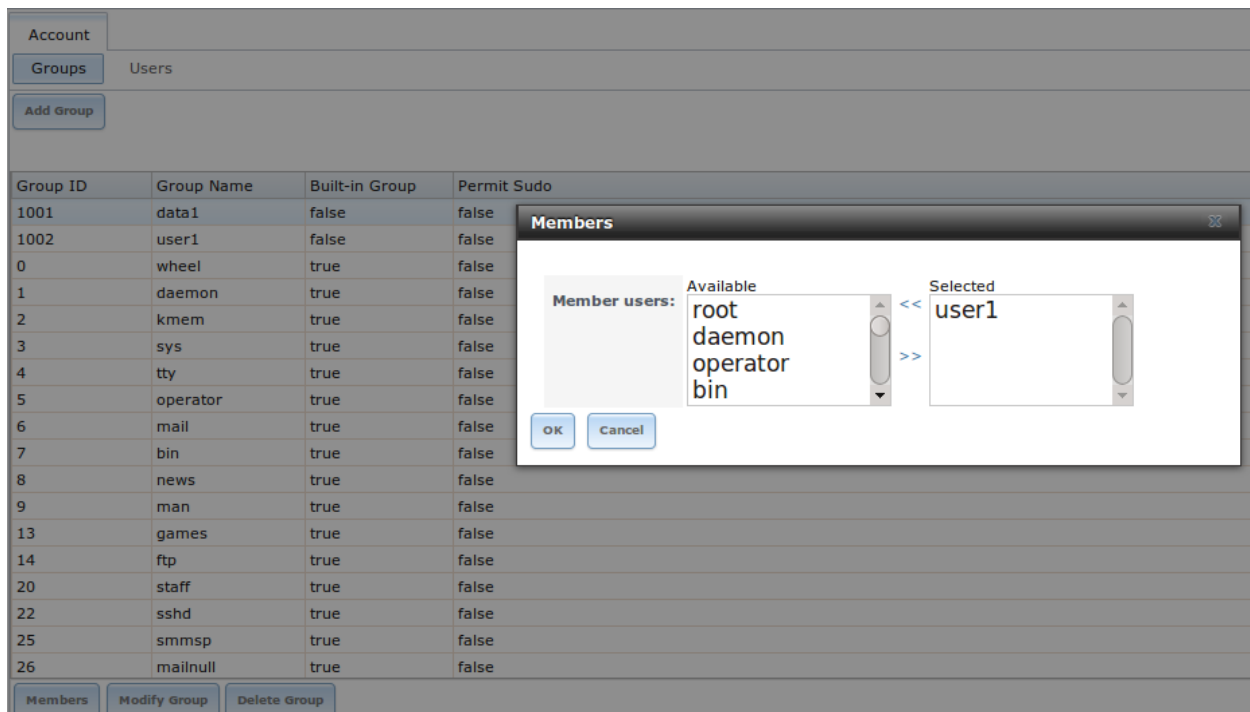 Account
Groups Users
Add Group
Group ID Group Name Built-in Group Permit Sudo
1001 data1 false false
1002 user1 false false
0 wheel true false
1 daemon true false
2 kmem true false
3 sys true false
4 tty true false
5 operator true false
6 mail true false
7 bin true false
8 news true false
9 man true false
13 games true false
14 ftp true false
20 staff true false
22 sshd true false
25 smmsp true false
26 mailnull true false
Members Modify Group Delete Group
Members
Member users:
Available
root
daemon
operator
bin
<<
>>
Selected
user1
OK Cancel